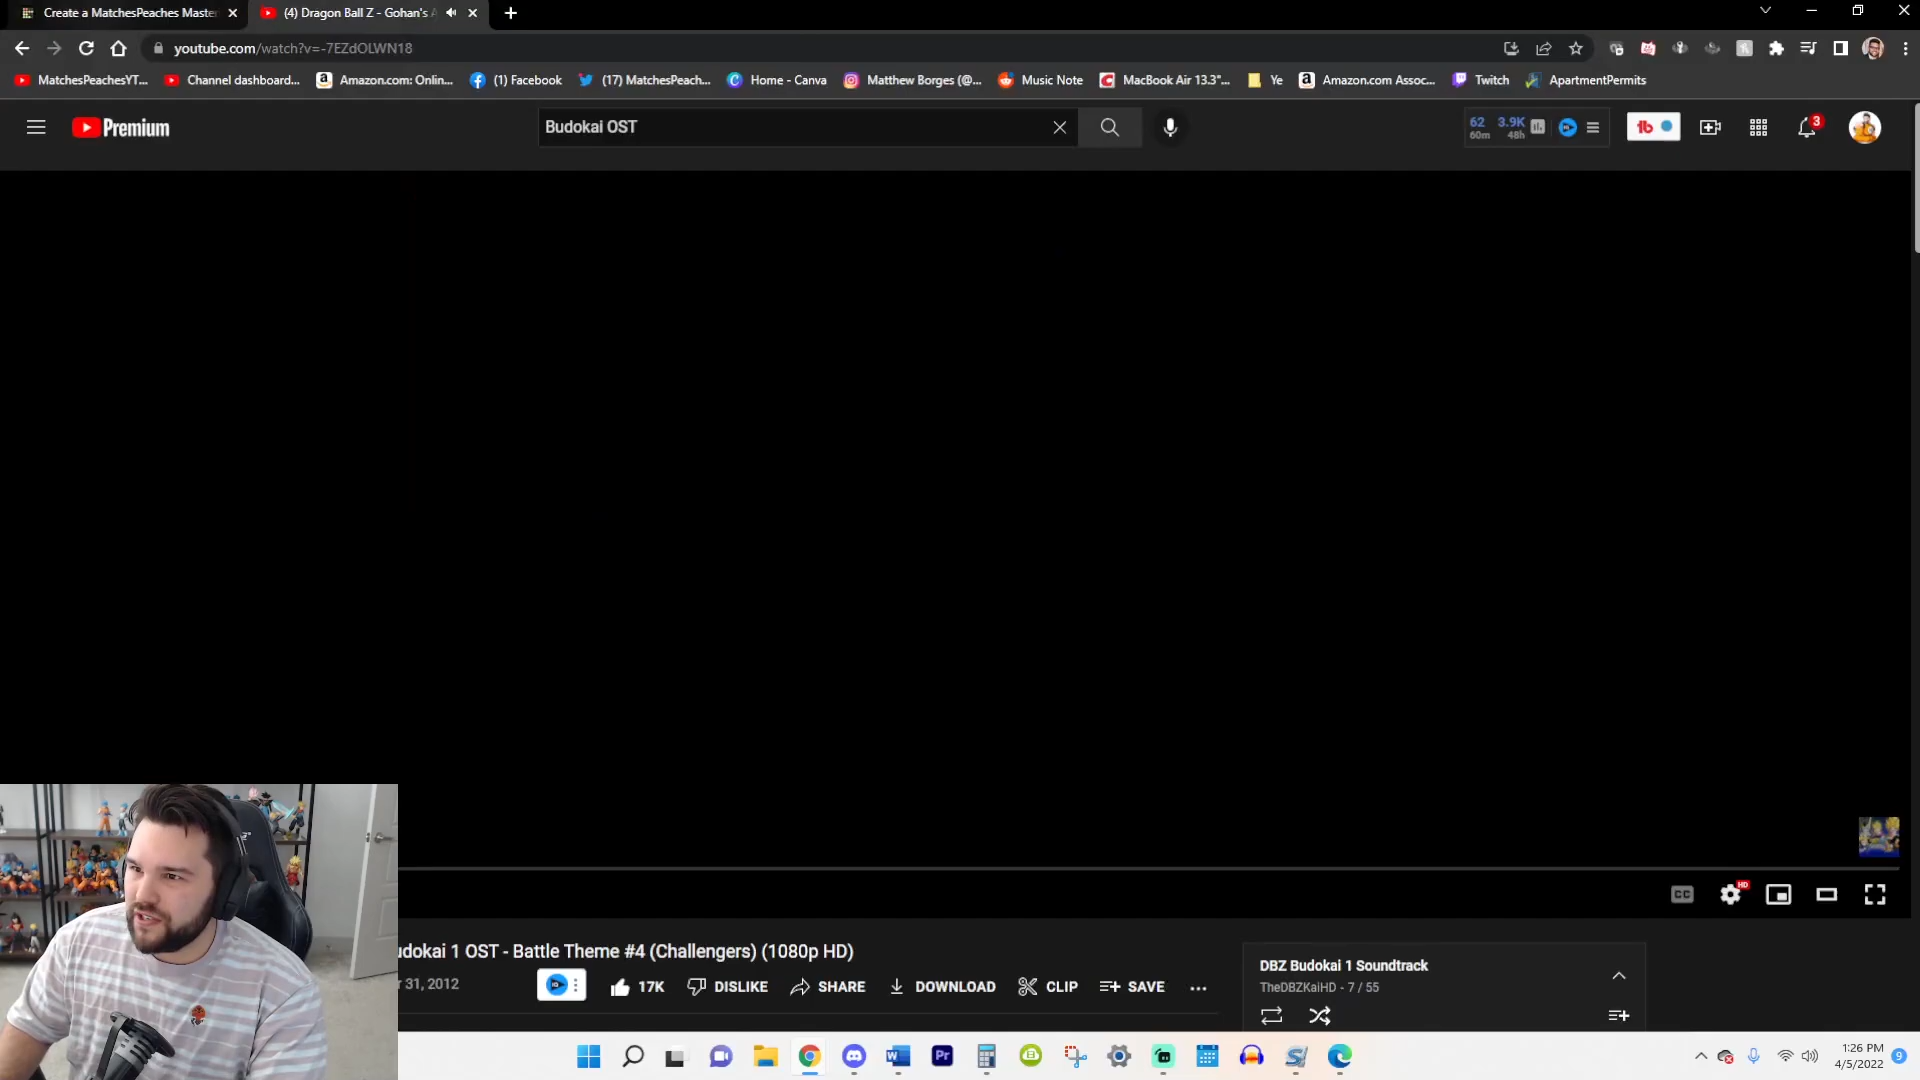 Create a MatchesPeaches Maste
(4) Dragon Ball Z - Gohan's A
youtube.com/watch?v=-7EZdOLWN18
MatchesPeachesYT...
Channel dashboard...
Amazon.com: Onlin...
(1) Facebook
(17) MatchesPeach...
Home - Canva
Matthew Borges (@...
Music Note
MacBook Air 13.3"...
Ye
Amazon.com Assoc...
Twitch
ApartmentPermits
Premium
Budokai OST
62
60m
3.9K
48h
3
CC
HD
udokai 1 OST - Battle Theme #4 (Challengers) (1080p HD)
r 31, 2012
17K
DISLIKE
SHARE
DOWNLOAD
CLIP
SAVE
DBZ Budokai 1 Soundtrack
TheDBZKaiHD - 7 / 55
1:26 PM
4/5/2022
9